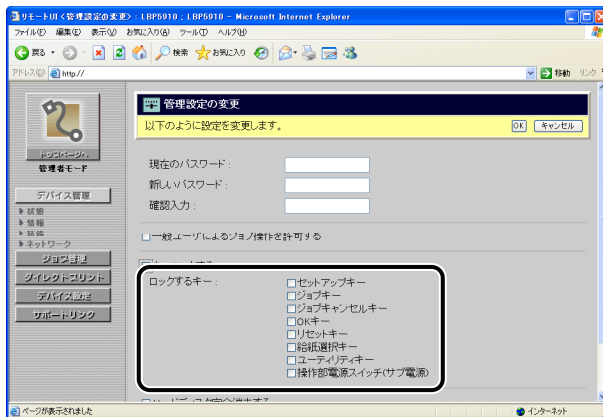 リモートUI <管理設定の変更> : LBP5910 ; LBP5910 - Microsoft Internet Explorer
ファイル(F) 編集(E) 表示(V) お気に入り(A) ツール(T) ヘルプ(H)
戻る 検索 お気に入り
アドレス(D) http:// 移動 リンク
管理設定の変更
以下のように設定を変更します。 OK キャンセル
トップページへ
管理者モード
デバイス管理
状態
情報
ネットワーク
ジョブ管理
ダイレクトプリント
デバイス設定
サポートリンク
現在のパスワード :
新しいパスワード :
確認入力 :
一般ユーザによるジョブ操作を許可する
ロックするキー :
セットアップキー
ジョブキー
ジョブキャンセルキー
OKキー
リセットキー
給紙選択キー
ユーティリティキー
操作部電源スイッチ(サブ電源)
ページが表示されました インターネット